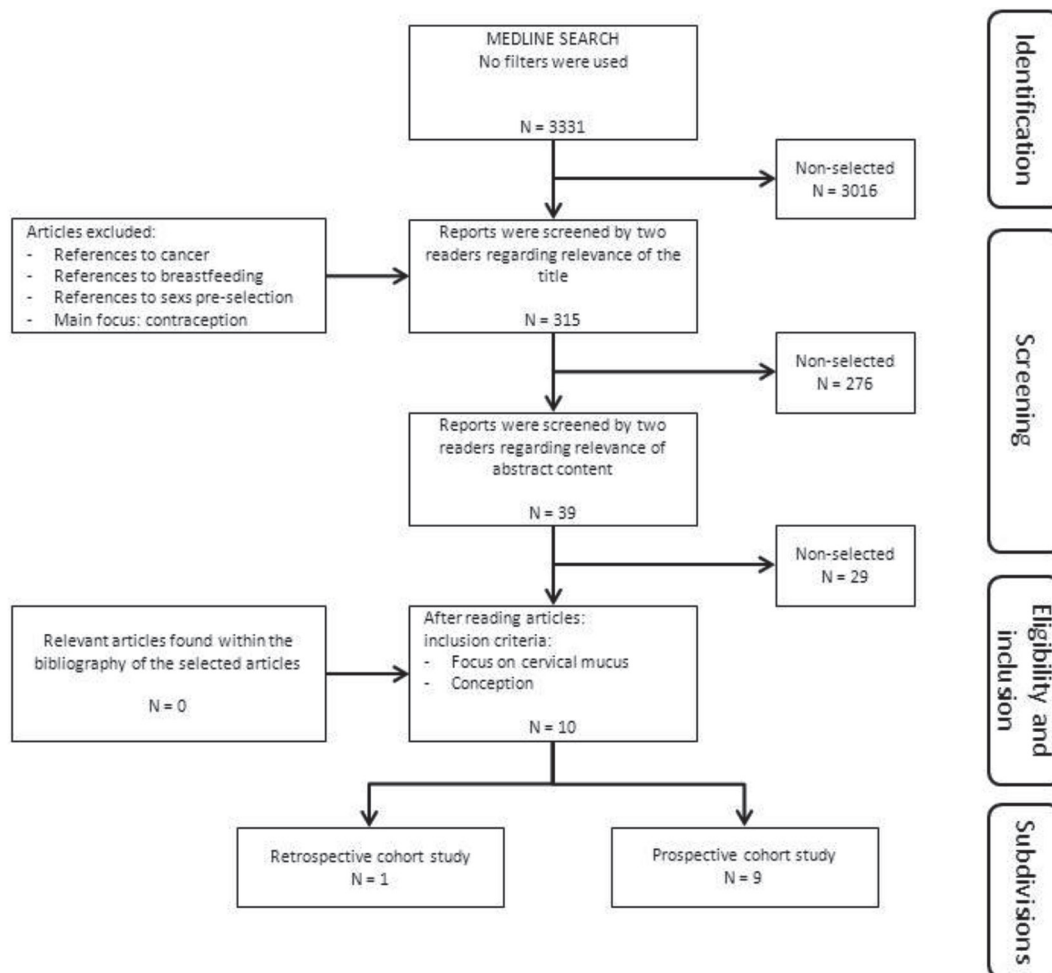 MEDLINE SEARCH
No filters were used
N = 3331
Identification
Non-selected
N = 3016
Articles excluded:
- References to cancer
- References to breastfeeding
- References to sexs pre-selection
- Main focus: contraception
Reports were screened by two
readers regarding relevance of the
title
N = 315
Screening
Non-selected
N = 276
Reports were screened by two
readers regarding relevance of
abstract content
N = 39
Non-selected
N = 29
Relevant articles found within the
bibliography of the selected articles
N = 0
After reading articles:
inclusion criteria:
- Focus on cervical mucus
- Conception
N = 10
Eligibility and
inclusion
Retrospective cohort study
N = 1
Prospective cohort study
N = 9
Subdivisions